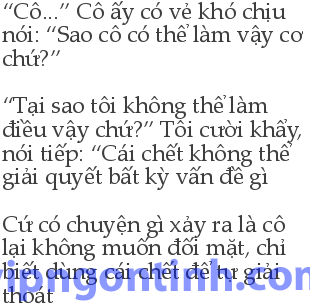 “Cô...” Cô ấy có vẻ khó chịu
nói: “Sao cô có thể làm vậy cơ
chứ?”
“Tại sao tôi không thể làm
điều vậy chứ?” Tôi cười khẩy,
nói tiếp: “Cái chết không thể
giải quyết bất kỳ vấn đề gì
Cứ có chuyện gì xảy ra là cô
lại không muốn đối mặt, chỉ
biết dùng cái chết để tự giải
thoát
vipngontinh.com